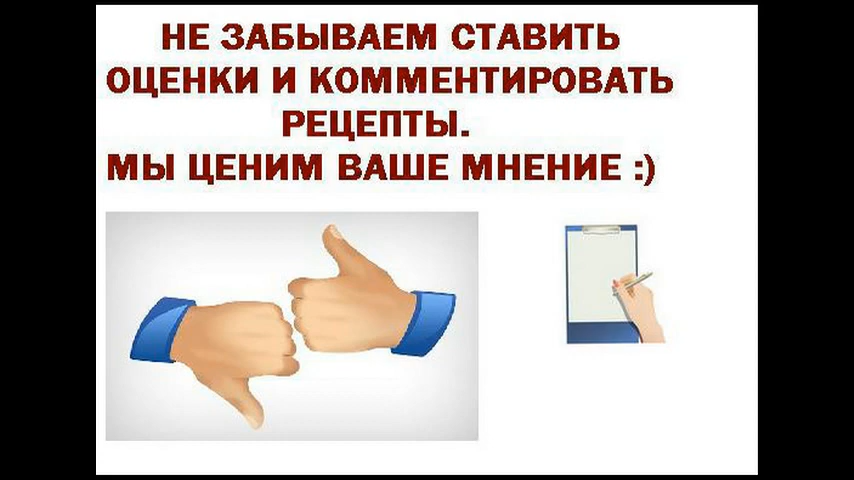 НЕ ЗАБЫВАЕМ СТАВИТЬ
ОЦЕНКИ И КОММЕНТИРОВАТЬ
РЕЦЕПТЫ.
МЫ ЦЕНИМ ВАШЕ МНЕНИЕ :)